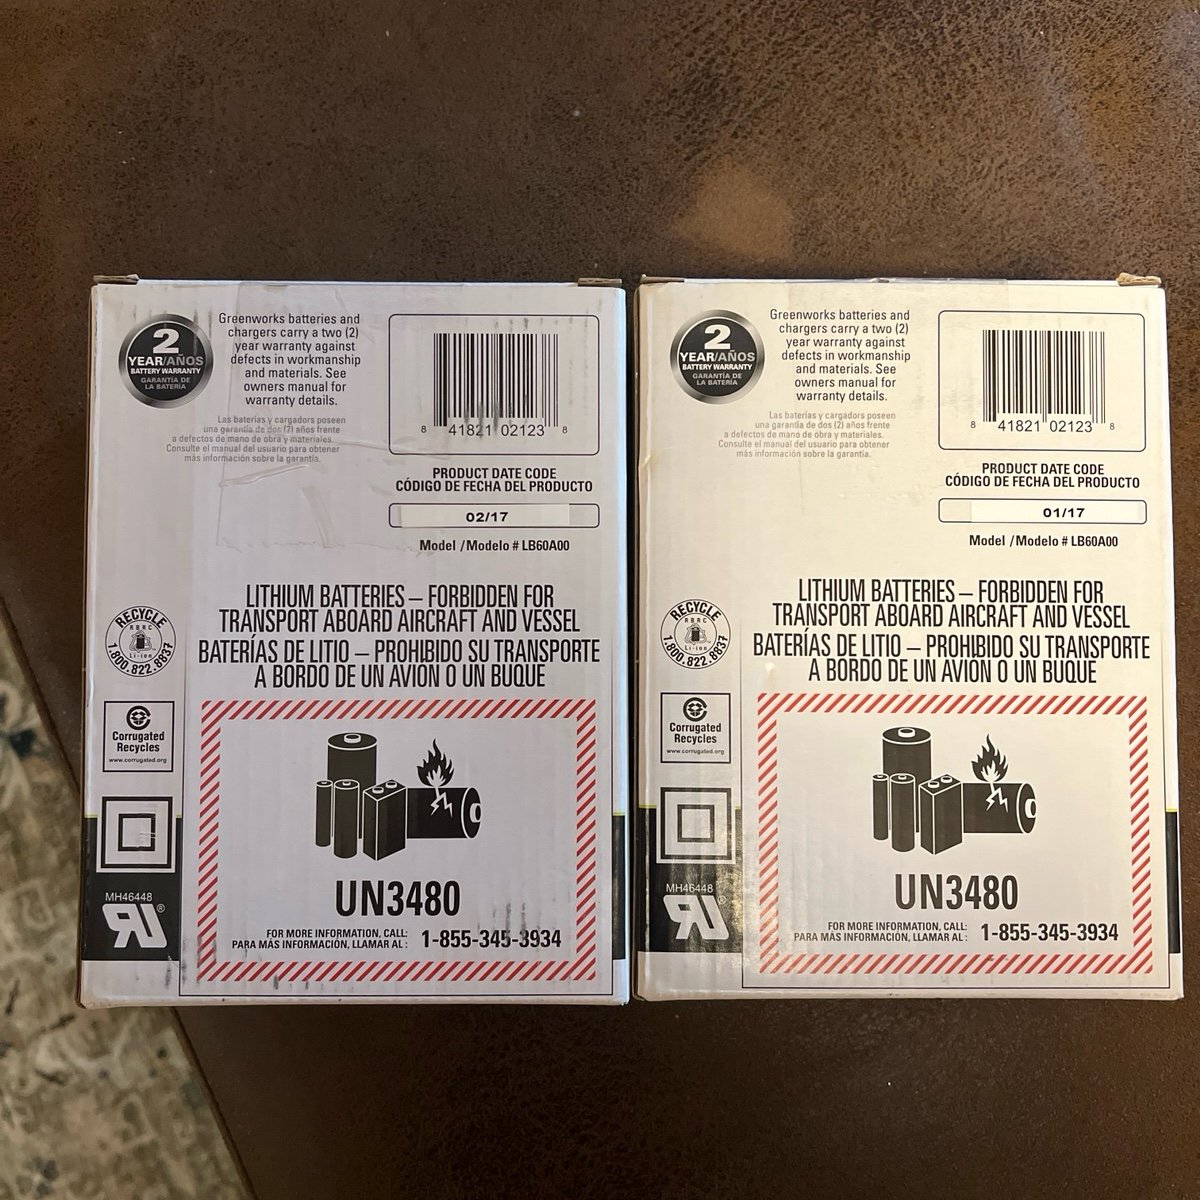 2
YEAR/AÑOS
BATTERY WARRANTY
GARANTÍA DE
LA BATERÍA
Greenworks batteries and
chargers carry a two (2)
year warranty against
defects in workmanship
and materials. See
owners manual for
warranty details.
Las baterías y cargadores poseen
una garantía de dos (2) años frente
a defectos de mano de obra y materiales.
Consulte el manual del usuario para obtener
más información sobre la garantía.
8 41821 02123 8
PRODUCT DATE CODE
CÓDIGO DE FECHA DEL PRODUCTO
02/17
Model /Modelo # LB60A00
LITHIUM BATTERIES – FORBIDDEN FOR
TRANSPORT ABOARD AIRCRAFT AND VESSEL
BATERÍAS DE LITIO – PROHIBIDO SU TRANSPORTE
A BORDO DE UN AVIÓN O UN BUQUE
RECYCLE
RBRC
Li-ion
1.800.822.8837
Corrugated
Recycles
www.corrugated.org
MH46448
RU®
UN3480
FOR MORE INFORMATION, CALL:
PARA MÁS INFORMACIÓN, LLAMAR AL : 1-855-345-3934
2
YEAR/AÑOS
BATTERY WARRANTY
GARANTÍA DE
LA BATERÍA
Greenworks batteries and
chargers carry a two (2)
year warranty against
defects in workmanship
and materials. See
owners manual for
warranty details.
Las baterías y cargadores poseen
una garantía de dos (2) años frente
a defectos de mano de obra y materiales.
Consulte el manual del usuario para obtener
más información sobre la garantía.
8 41821 02123 8
PRODUCT DATE CODE
CÓDIGO DE FECHA DEL PRODUCTO
01/17
Model /Modelo # LB60A00
LITHIUM BATTERIES – FORBIDDEN FOR
TRANSPORT ABOARD AIRCRAFT AND VESSEL
BATERÍAS DE LITIO – PROHIBIDO SU TRANSPORTE
A BORDO DE UN AVIÓN O UN BUQUE
RECYCLE
RBRC
Li-ion
1.800.822.8837
Corrugated
Recycles
www.corrugated.org
MH46448
RU®
UN3480
FOR MORE INFORMATION, CALL:
PARA MÁS INFORMACIÓN, LLAMAR AL : 1-855-345-3934